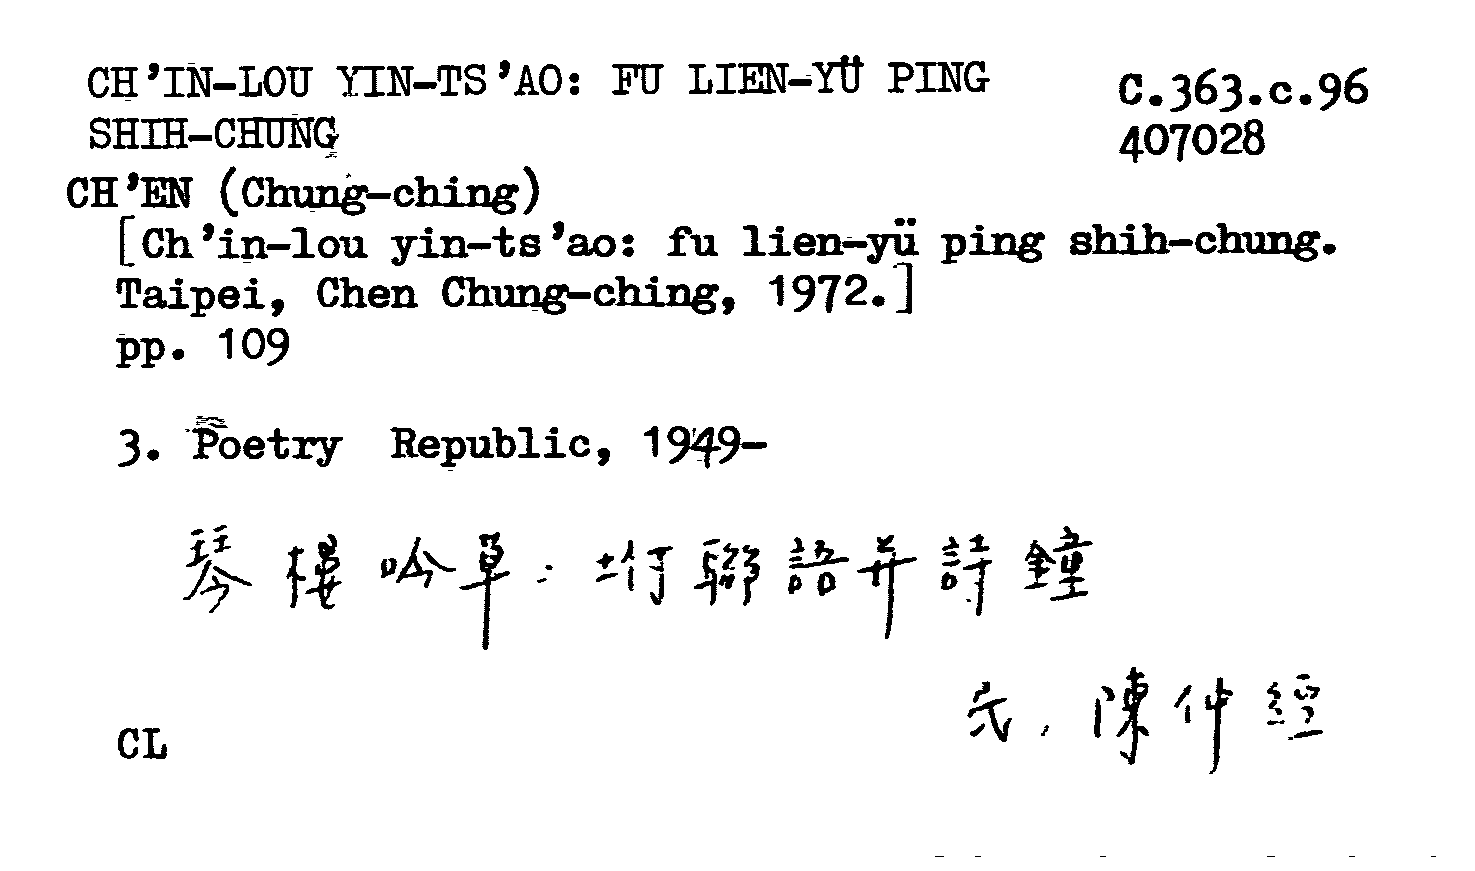 CH'IN-LOU YIN-TS'AO: FU LIEN-YÜ PING
SHIH-CHUNG
C.363.c.96
407028
CH'EN (Chung-ching)
[Ch'in-lou yin-ts'ao: fu lien-yü ping shih-chung.
Taipei, Chen Chung-ching, 1972.]
pp. 109
3. Poetry Republic, 1949-
琴樓吟草：坿聯語并詩鐘
民，陳仲經
CL